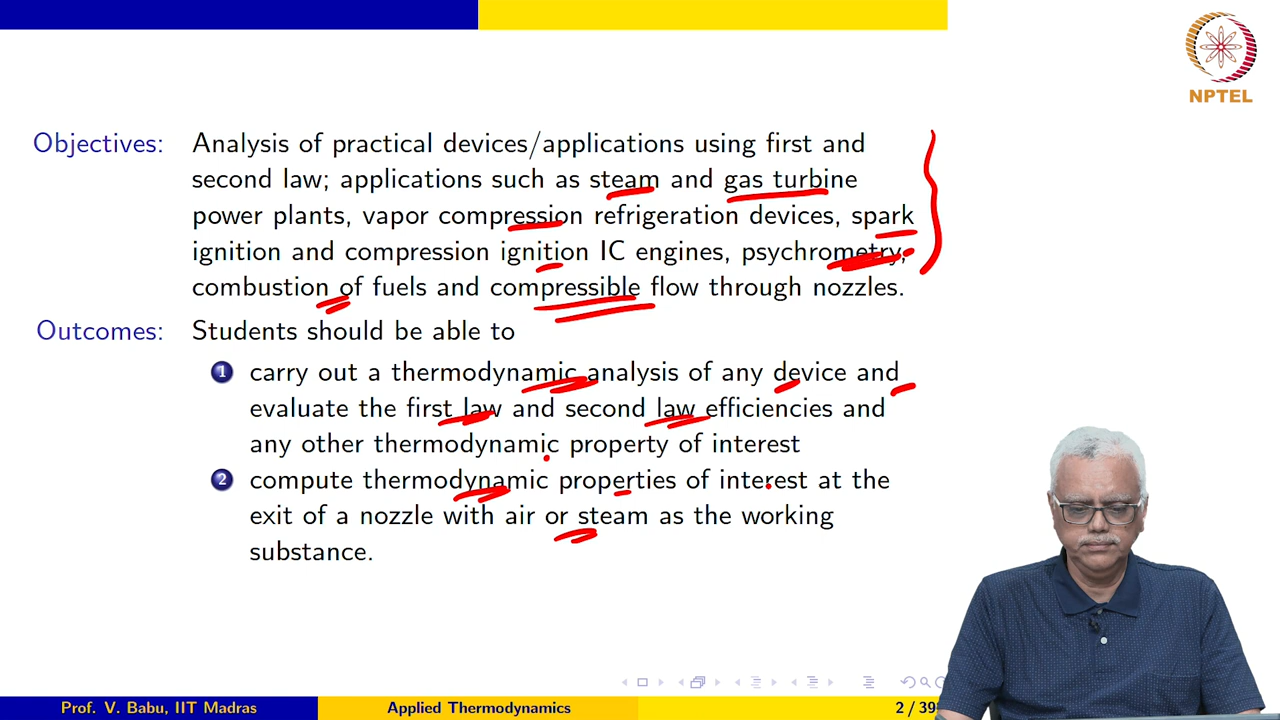 NPTEL
Objectives: Analysis of practical devices/applications using first and
second law; applications such as steam and gas turbine
power plants, vapor compression refrigeration devices, spark
ignition and compression ignition IC engines, psychrometry,
combustion of fuels and compressible flow through nozzles.
Outcomes: Students should be able to
1 carry out a thermodynamic analysis of any device and
evaluate the first law and second law efficiencies and
any other thermodynamic property of interest
2 compute thermodynamic properties of interest at the
exit of a nozzle with air or steam as the working
substance.
Prof. V. Babu, IIT Madras Applied Thermodynamics 2 /